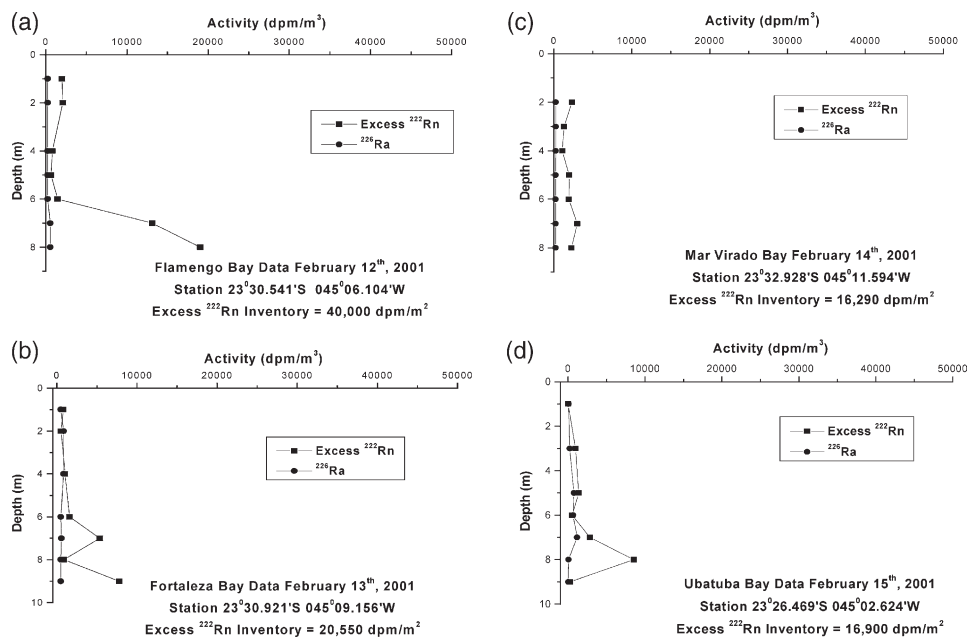 (a)
Activity (dpm/m³)
0 10000 20000 30000 40000 50000
0
2
4
6
8
Depth (m)
Excess ²²²Rn
²²⁶Ra
Flamengo Bay Data February 12ᵗʰ, 2001
Station 23⁰30.541'S 045⁰06.104'W
Excess ²²²Rn Inventory = 40,000 dpm/m²
(c)
Activity (dpm/m³)
0 10000 20000 30000 40000 50000
0
2
4
6
8
Depth (m)
Excess ²²²Rn
²²⁶Ra
Mar Virado Bay February 14ᵗʰ, 2001
Station 23⁰32.928'S 045⁰11.594'W
Excess ²²²Rn Inventory = 16,290 dpm/m²
(b)
Activity (dpm/m³)
0 10000 20000 30000 40000 50000
0
2
4
6
8
10
Depth (m)
Excess ²²²Rn
²²⁶Ra
Fortaleza Bay Data February 13ᵗʰ, 2001
Station 23⁰30.921'S 045⁰09.156'W
Excess ²²²Rn Inventory = 20,550 dpm/m²
(d)
Activity (dpm/m³)
0 10000 20000 30000 40000 50000
0
2
4
6
8
10
Depth (m)
Excess ²²²Rn
²²⁶Ra
Ubatuba Bay Data February 15ᵗʰ, 2001
Station 23⁰26.469'S 045⁰02.624'W
Excess ²²²Rn Inventory = 16,900 dpm/m²